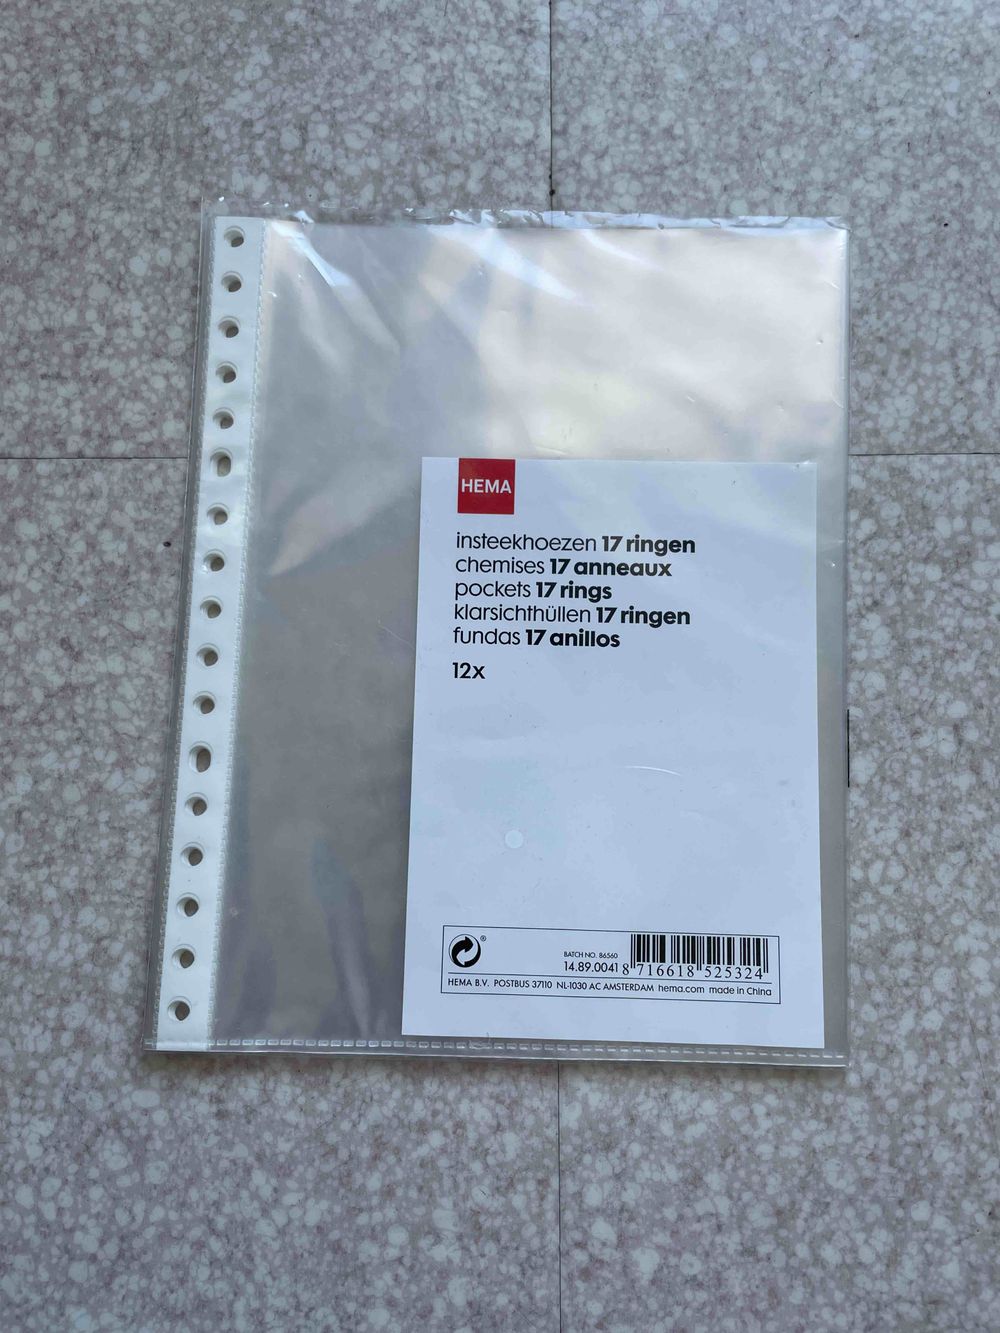 HEMA
insteekhoezen 17 ringen
chemises 17 anneaux
pockets 17 rings
klarsichthüllen 17 ringen
fundas 17 anillos
12x
®
BATCH NO. 86560
14.89.0041
8 716618 525324
HEMA B.V. POSTBUS 37110 NL-1030 AC AMSTERDAM hema.com made in China